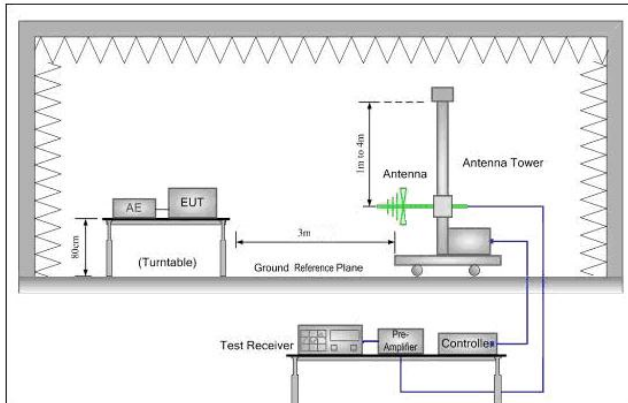 1m to 4m
Antenna
Antenna Tower
AE
EUT
80cm
(Turntable)
3m
Ground Reference Plane
Test Receiver
Pre-
Amplifier
Controller